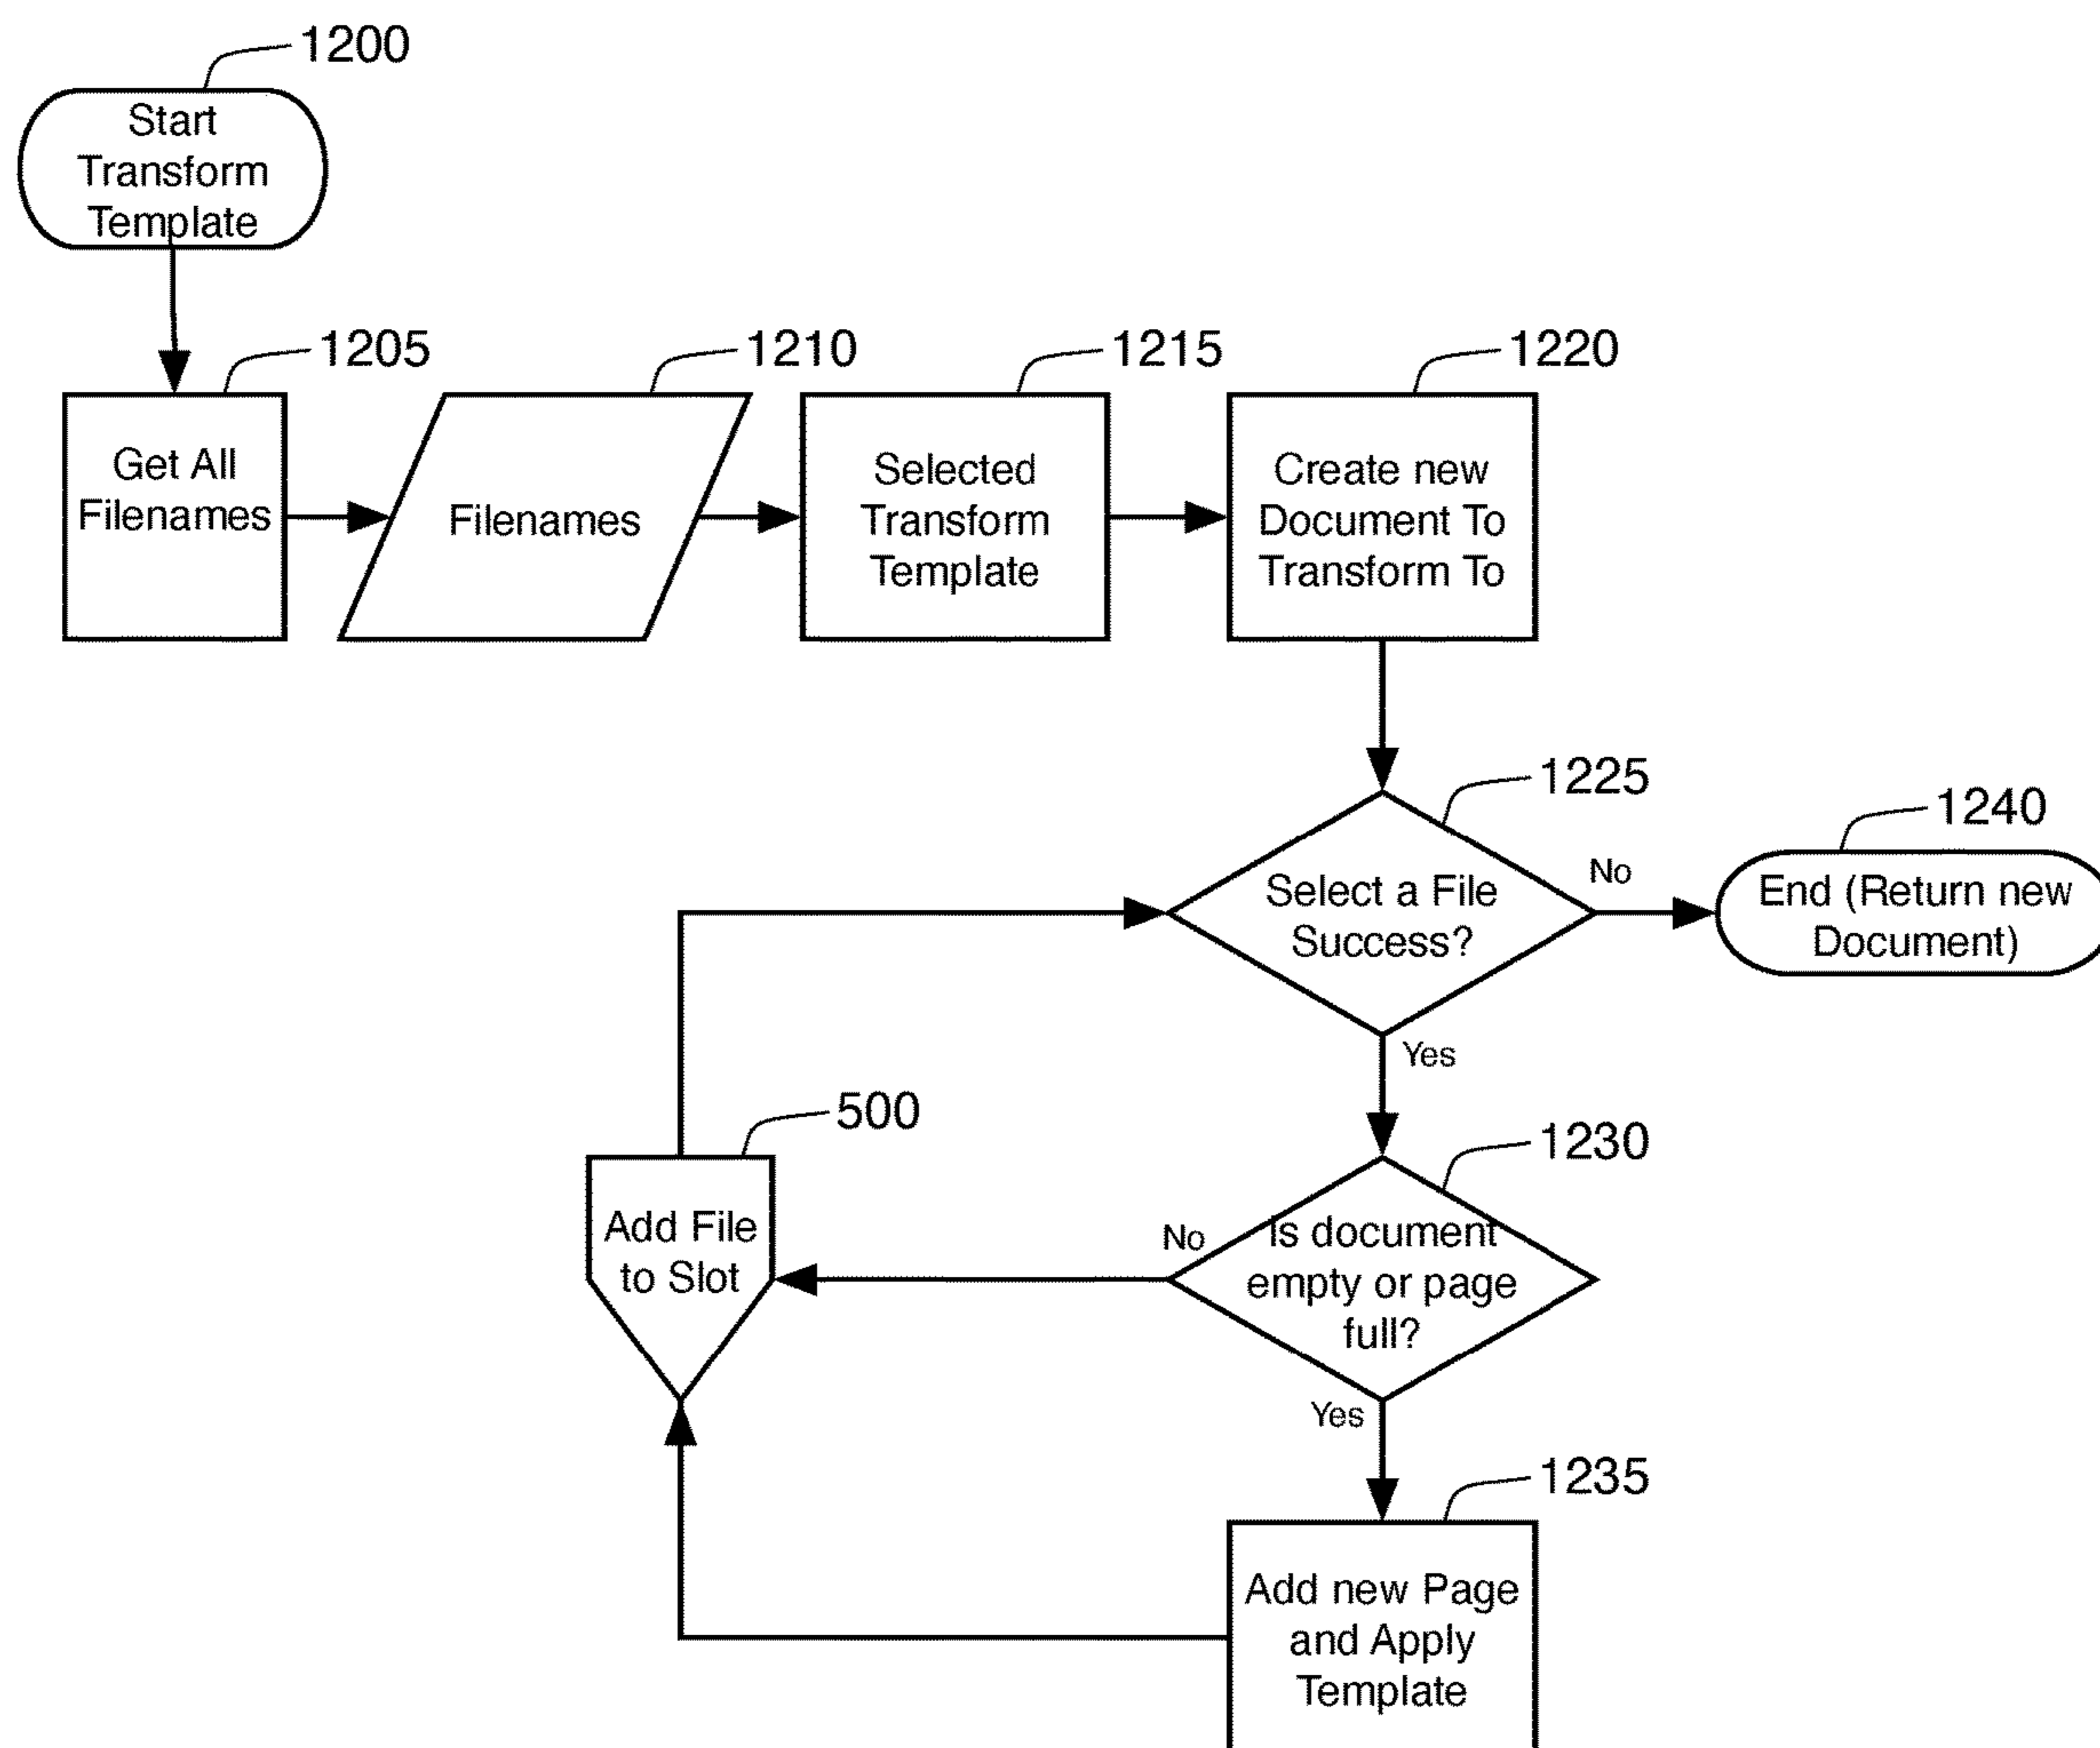 1200
Start
Transform
Template
1205
1210
1215
1220
Get All
Filenames
Filenames
Selected
Transform
Template
Create new
Document To
Transform To
1225
1240
Select a File
Success?
No
End (Return new
Document)
Yes
500
1230
Add File
to Slot
No
Is document
empty or page
full?
Yes
1235
Add new Page
and Apply
Template